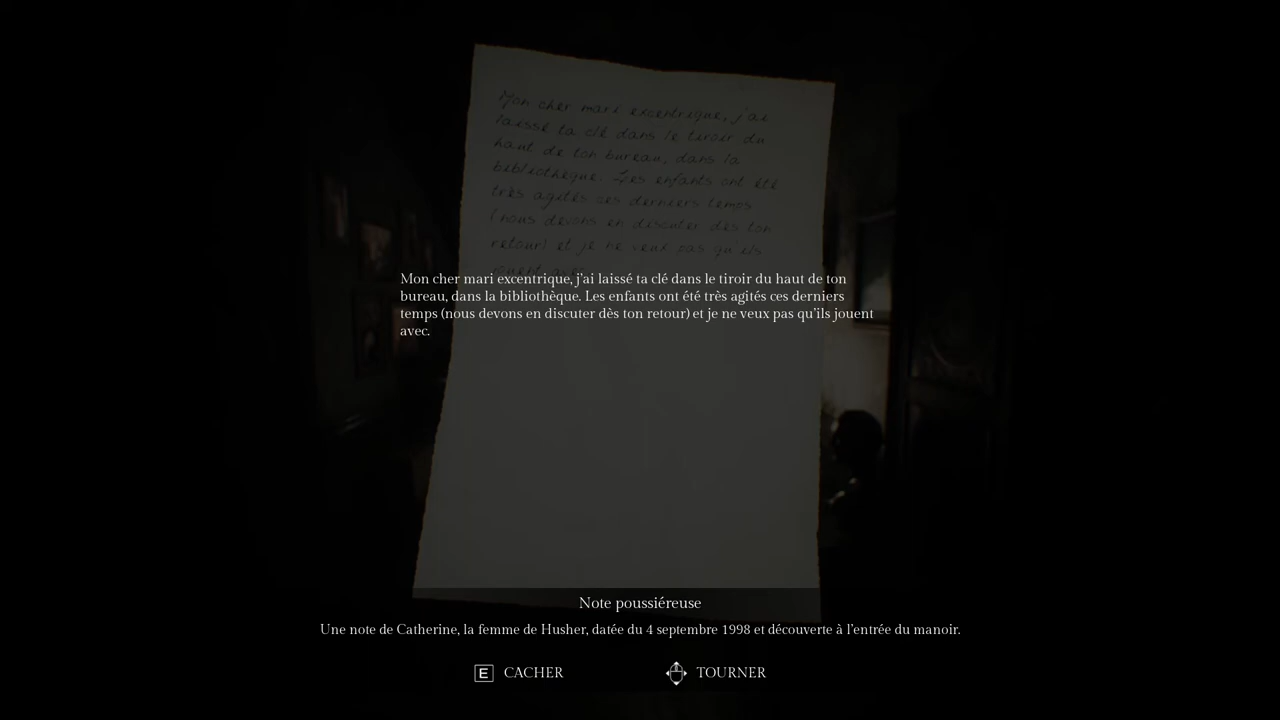 Mon cher mari excentrique, j'ai
laissé ta clé dans le tiroir du
haut de ton bureau, dans la
bibliothèque. Les enfants ont été
très agités ces derniers temps
(nous devons en discuter dès ton
retour) et je ne veux pas qu'ils
jouent avec.
Mon cher mari excentrique, j'ai laissé ta clé dans le tiroir du haut de ton
bureau, dans la bibliothèque. Les enfants ont été très agités ces derniers
temps (nous devons en discuter dès ton retour) et je ne veux pas qu'ils jouent
avec.
Note poussiéreuse
Une note de Catherine, la femme de Husher, datée du 4 septembre 1998 et découverte à l'entrée du manoir.
E CACHER
TOURNER